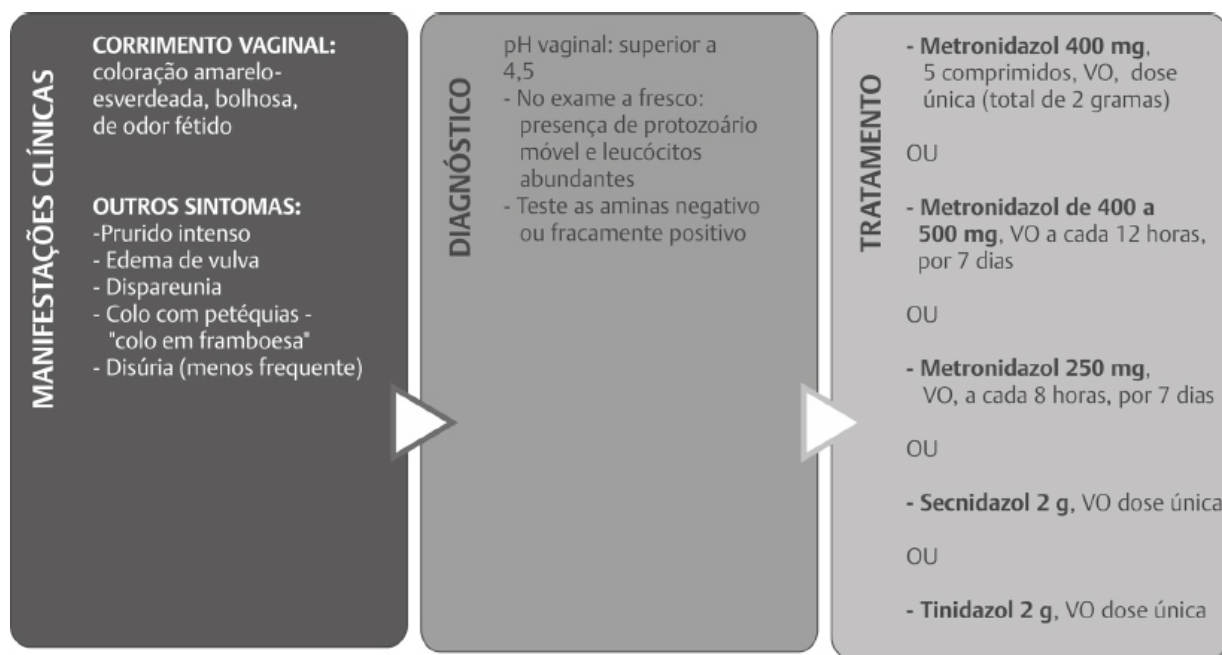 MANIFESTAÇÕES CLÍNICAS
CORRIMENTO VAGINAL:
coloração amarelo-
esverdeada, bolhosa,
de odor fétido
OUTROS SINTOMAS:
-Prurido intenso
- Edema de vulva
- Dispareunia
- Colo com petéquias -
"colo em framboesa"
- Disúria (menos frequente)
DIAGNÓSTICO
pH vaginal: superior a
4,5
- No exame a fresco:
presença de protozoário
móvel e leucócitos
abundantes
- Teste as aminas negativo
ou fracamente positivo
TRATAMENTO
- Metronidazol 400 mg,
5 comprimidos, VO, dose
única (total de 2 gramas)
OU
- Metronidazol de 400 a
500 mg, VO a cada 12 horas,
por 7 dias
OU
- Metronidazol 250 mg,
VO, a cada 8 horas, por 7 dias
OU
- Secnidazol 2 g, VO dose única
OU
- Tinidazol 2 g, VO dose única